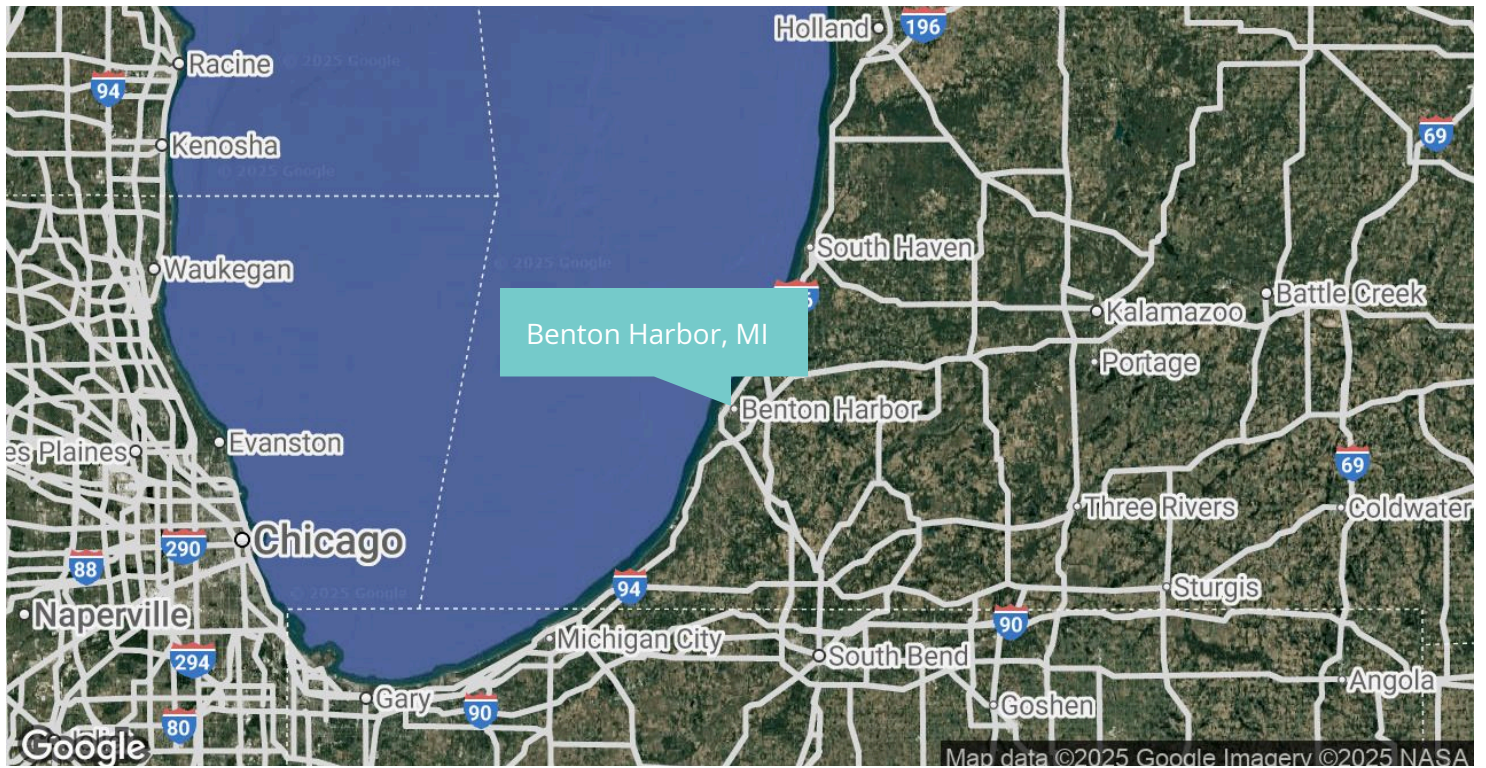 Holland
196
Racine
© 2025 Google
94
69
Kenosha
© 2025 Google
South Haven
© 2025 Google
Waukegan
Battle Creek
Kalamazoo
Benton Harbor, MI
Portage
Benton Harbor
Evanston
es Plaines
69
Three Rivers
Coldwater
Chicago
290
88
94
Sturgis
© 2025 Google
Naperville
90
Michigan City
South Bend
294
Angola
Gary
Goshen
90
80
Google
Map data ©2025 Google Imagery ©2025 NASA